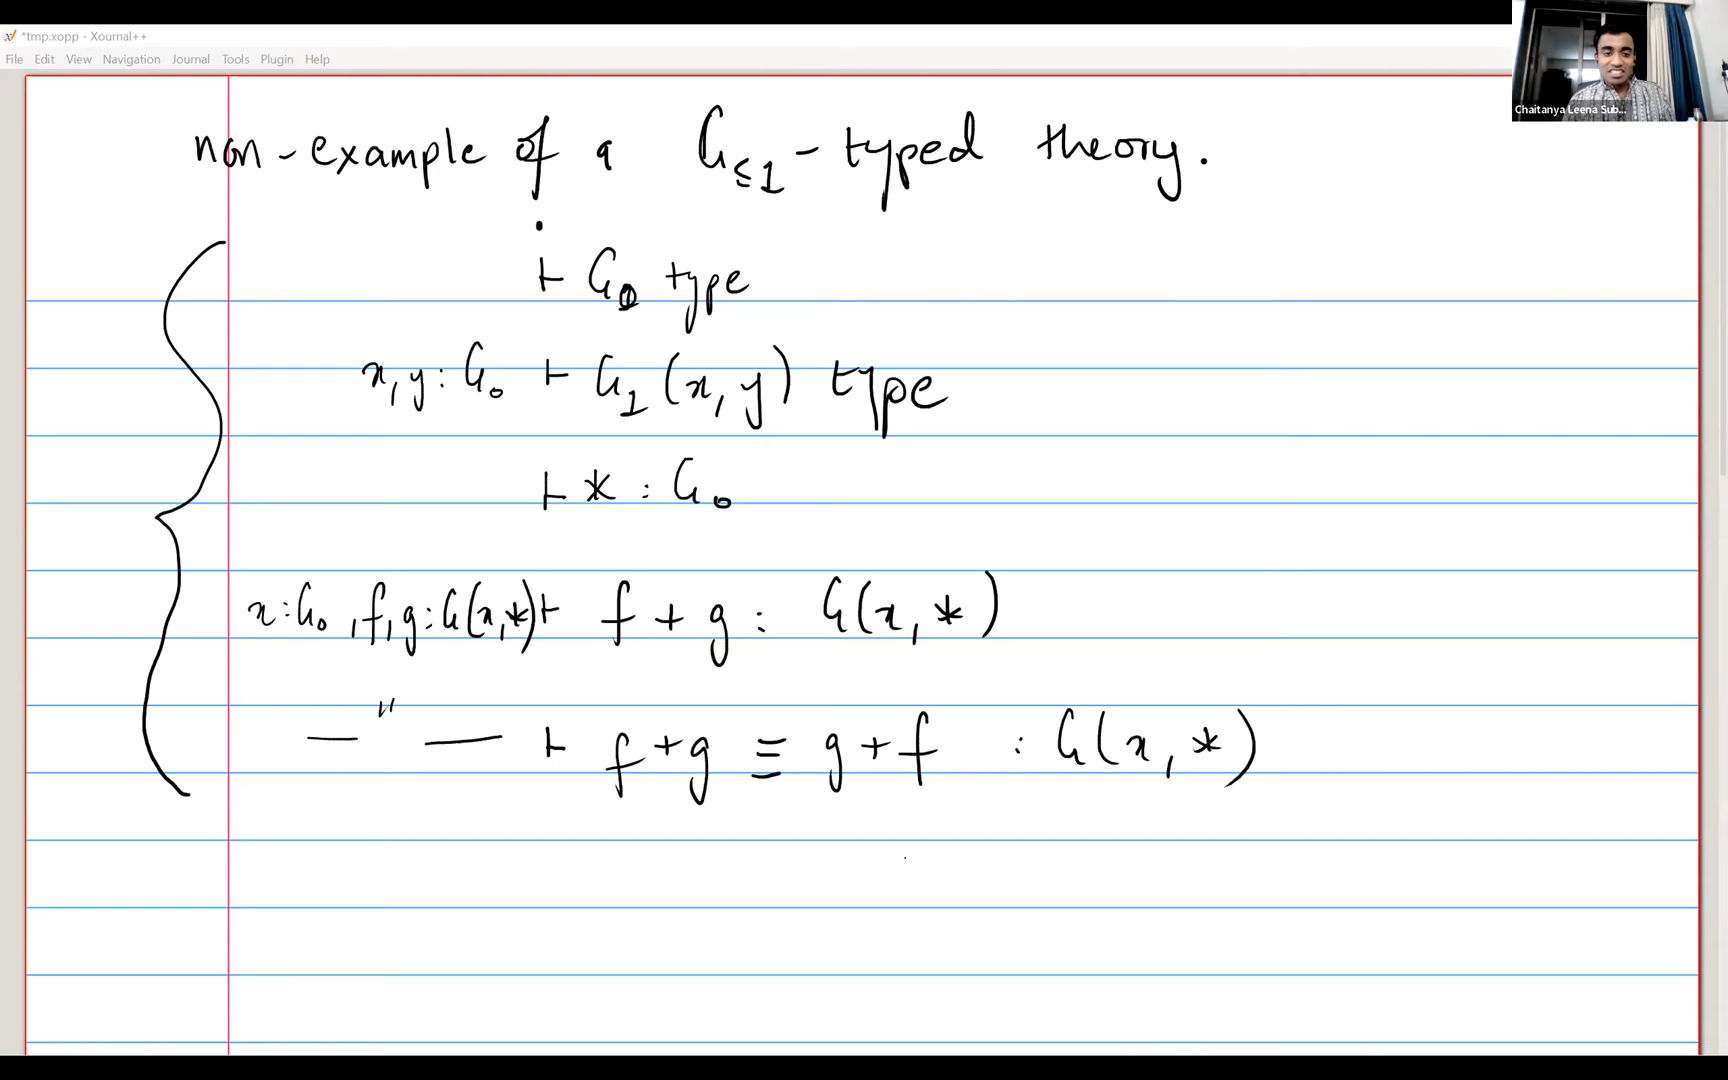 *tmp.xopp - Xournal++
File Edit View Navigation Journal Tools Plugin Help
Chaitanya Leena Sub...
non-example of a G≤1-typed theory.
⊢ G₀ type
x, y : G₀ ⊢ G₁(x, y) type
⊢ * : G₀
x : G₀, f, g : G(x, *) ⊢ f + g : G(x, *)
— " — ⊢ f + g ≡ g + f : G(x, *)